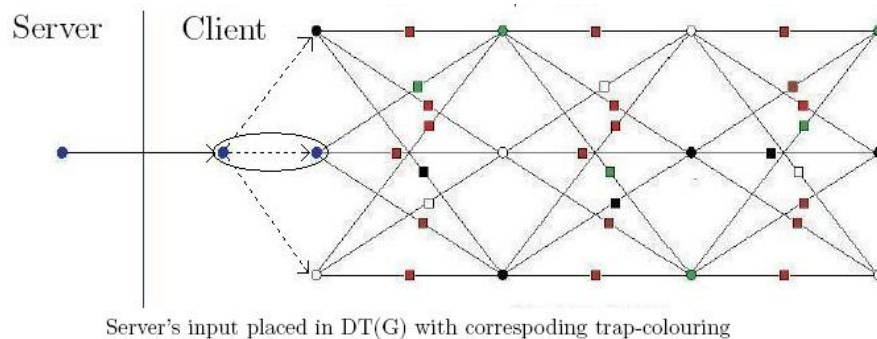 Server
Client
Server's input placed in DT(G) with correspoding trap-colouring